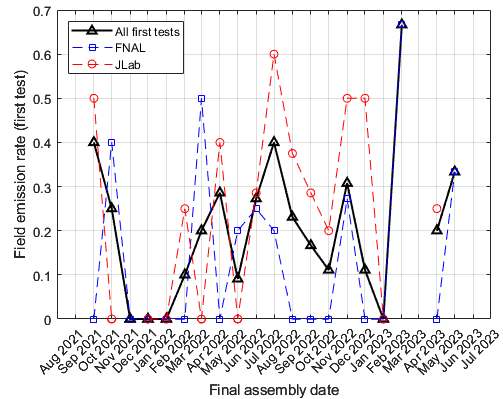 0.7
0.6
0.5
0.4
0.3
0.2
0.1
0
Field emission rate (first test)
All first tests
FNAL
JLab
Aug 2021
Sep 2021
Oct 2021
Nov 2021
Dec 2021
Jan 2022
Feb 2022
Mar 2022
Apr 2022
May 2022
Jun 2022
Jul 2022
Aug 2022
Sep 2022
Oct 2022
Nov 2022
Dec 2022
Jan 2023
Feb 2023
Mar 2023
Apr 2023
May 2023
Jun 2023
Jul 2023
Final assembly date